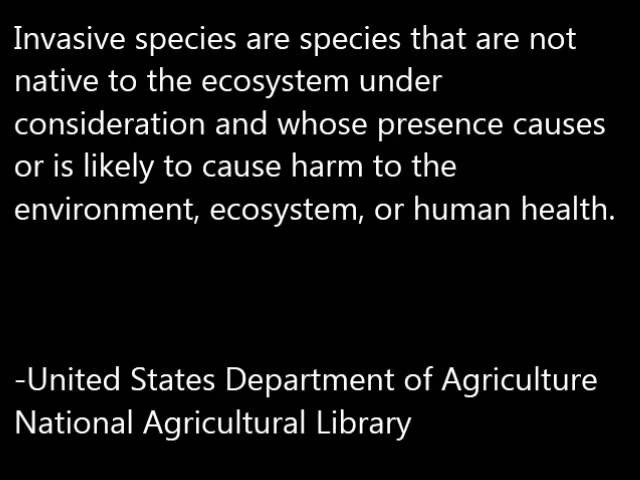 Invasive species are species that are not
native to the ecosystem under
consideration and whose presence causes
or is likely to cause harm to the
environment, ecosystem, or human health.
-United States Department of Agriculture
National Agricultural Library